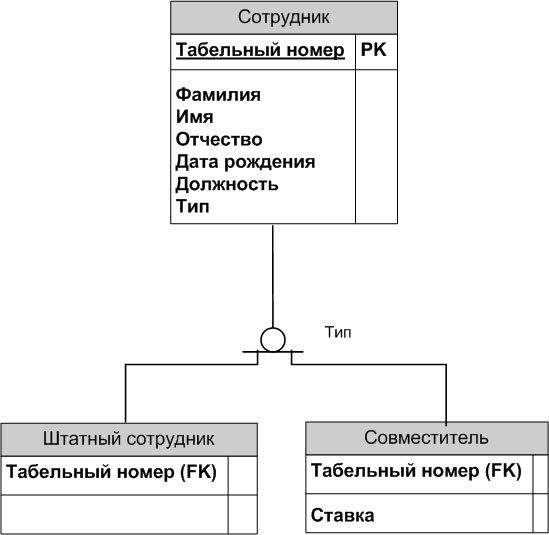 Сотрудник
Табельный номер PK
Фамилия
Имя
Отчество
Дата рождения
Должность
Тип
Тип
Штатный сотрудник
Табельный номер (FK)
Совместитель
Табельный номер (FK)
Ставка